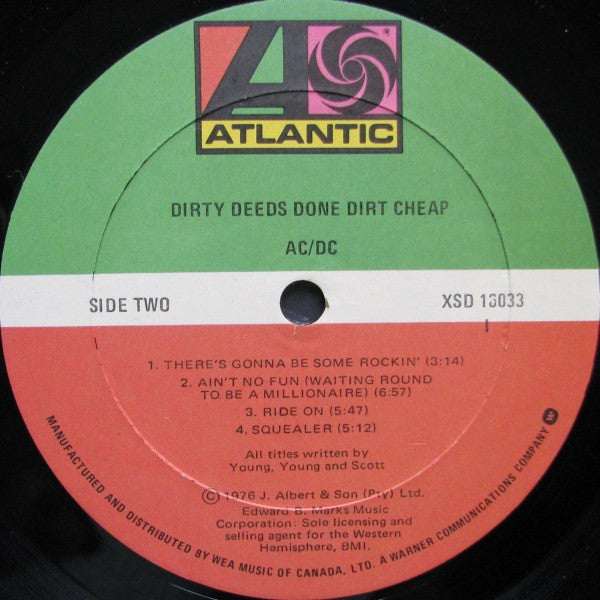 ATLANTIC
DIRTY DEEDS DONE DIRT CHEAP
AC/DC
SIDE TWO
XSD 16033
1. THERE'S GONNA BE SOME ROCKIN' (3:14)
2. AIN'T NO FUN (WAITING ROUND
TO BE A MILLIONAIRE) (6:57)
3. RIDE ON (5:47)
4. SQUEALER (5:12)
All titles written by
Young, Young and Scott
(C) 1976 J. Albert & Son (Pty) Ltd.
Edward B. Marks Music
Corporation: Sole licensing and
selling agent for the Western
Hemisphere, BMI.
MANUFACTURED AND DISTRIBUTED BY WEA MUSIC OF CANADA, LTD. A WARNER COMMUNICATIONS COMPANY